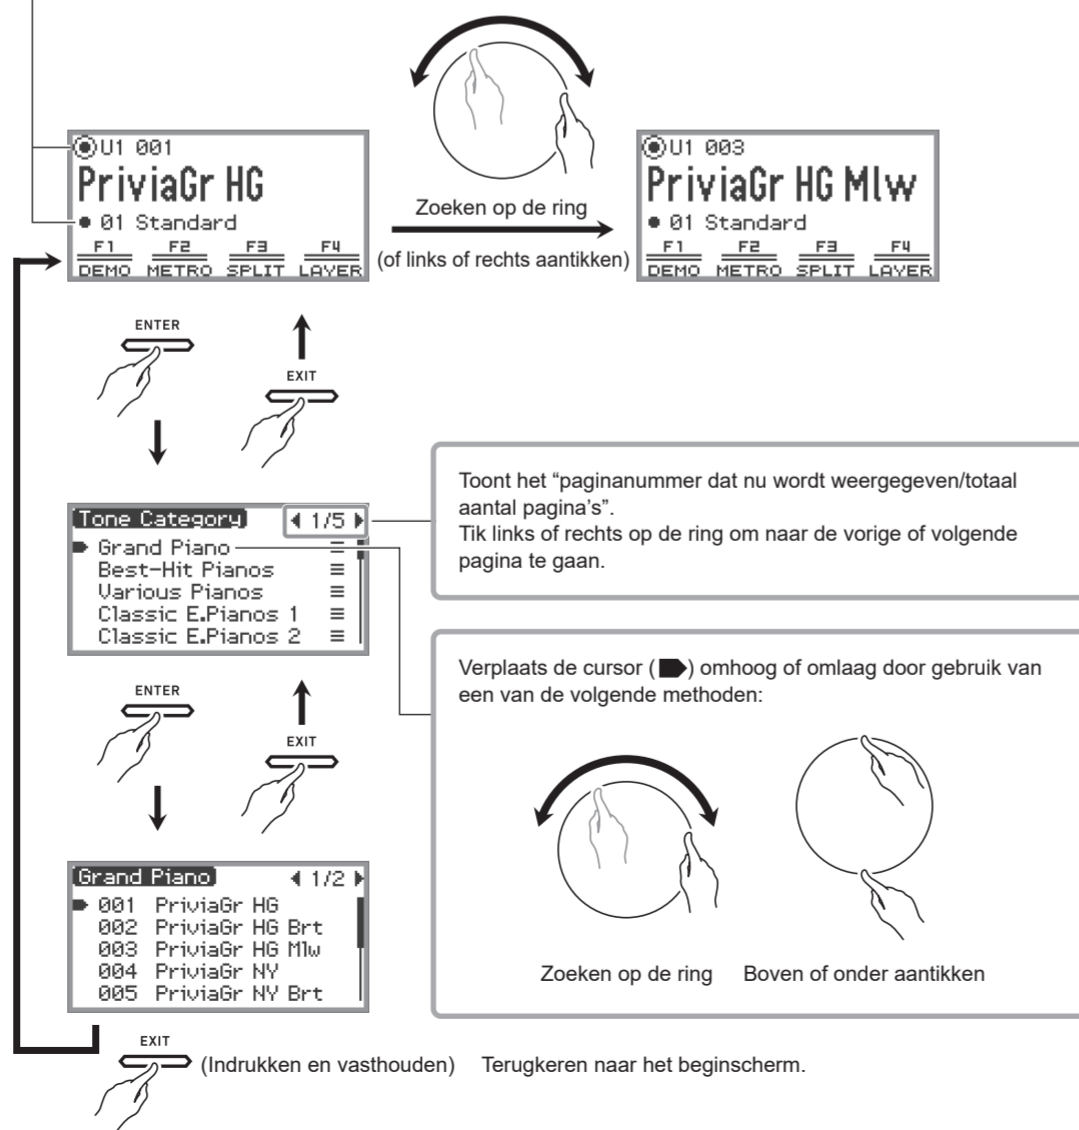 U1 001
PriviaGr HG
01 Standard
F1 F2 F3 F4
DEMO METRO SPLIT LAYER
Zoeken op de ring
(of links of rechts aantikken)
U1 003
PriviaGr HG Mlw
01 Standard
F1 F2 F3 F4
DEMO METRO SPLIT LAYER
ENTER
EXIT
Tone Category 1/5
Grand Piano
Best-Hit Pianos
Various Pianos
Classic E.Pianos 1
Classic E.Pianos 2
Toont het “paginanummer dat nu wordt weergegeven/totaal
aantal pagina’s”.
Tik links of rechts op de ring om naar de vorige of volgende
pagina te gaan.
ENTER
EXIT
Verplaats de cursor ( ) omhoog of omlaag door gebruik van
een van de volgende methoden:
Zoeken op de ring
Boven of onder aantikken
Grand Piano 1/2
001 PriviaGr HG
002 PriviaGr HG Brt
003 PriviaGr HG Mlw
004 PriviaGr NY
005 PriviaGr NY Brt
EXIT
(Indrukken en vasthouden) Terugkeren naar het beginscherm.